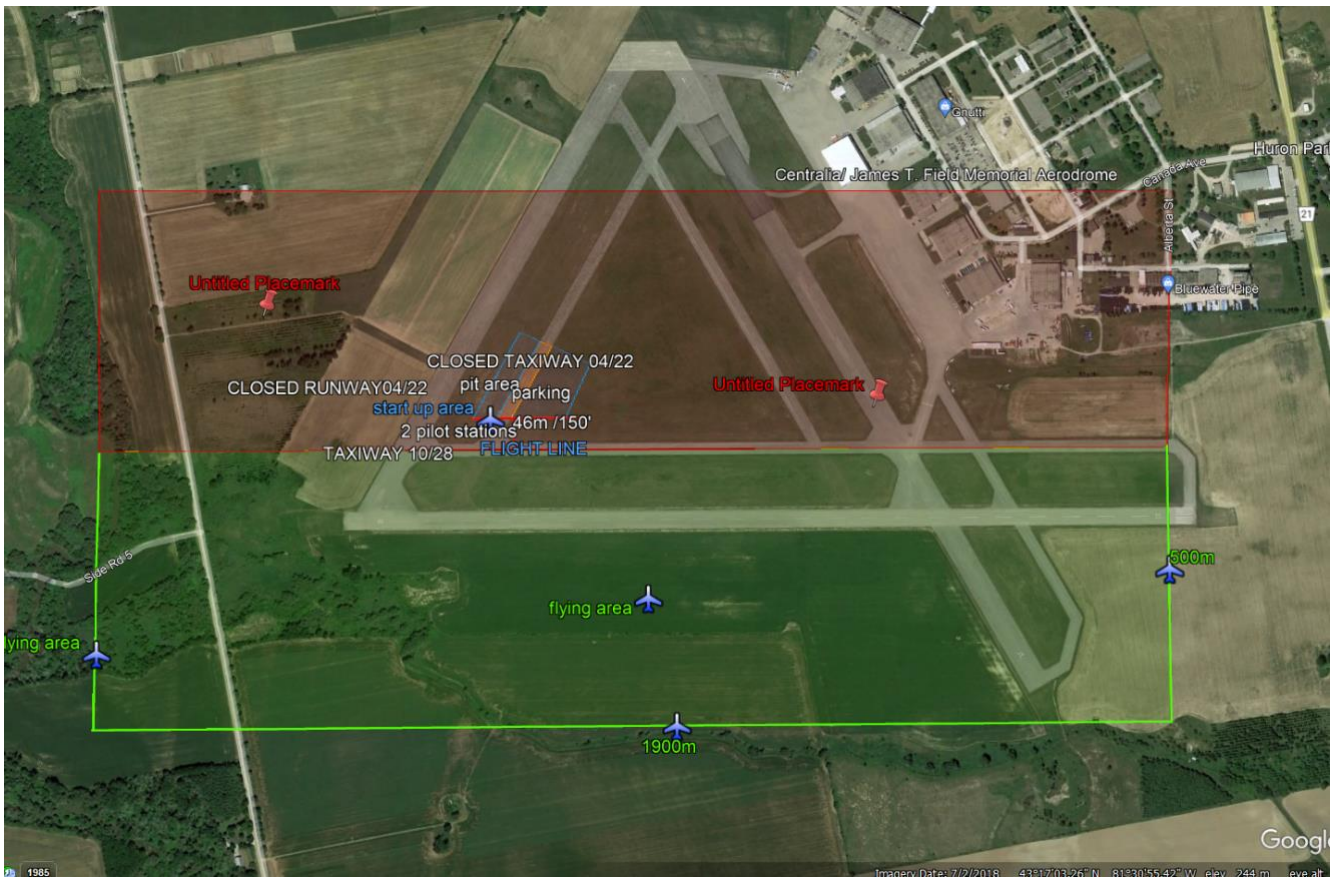 Gnutti
Huron Park
Centralia/ James T. Field Memorial Aerodrome
Canada Ave
21
Alberta St
Untitled Placemark
Bluewater Pipe
CLOSED TAXIWAY 04/22
CLOSED RUNWAY04/22
pit area
parking
Untitled Placemark
start up area
46m /150'
2 pilot stations
FLIGHT LINE
TAXIWAY 10/28
Side Rd 5
500m
flying area
lying area
1900m
Google
1985
Imagery Date: 7/2/2018 43°17'03.26" N 81°30'55.42" W elev 244 m eye alt